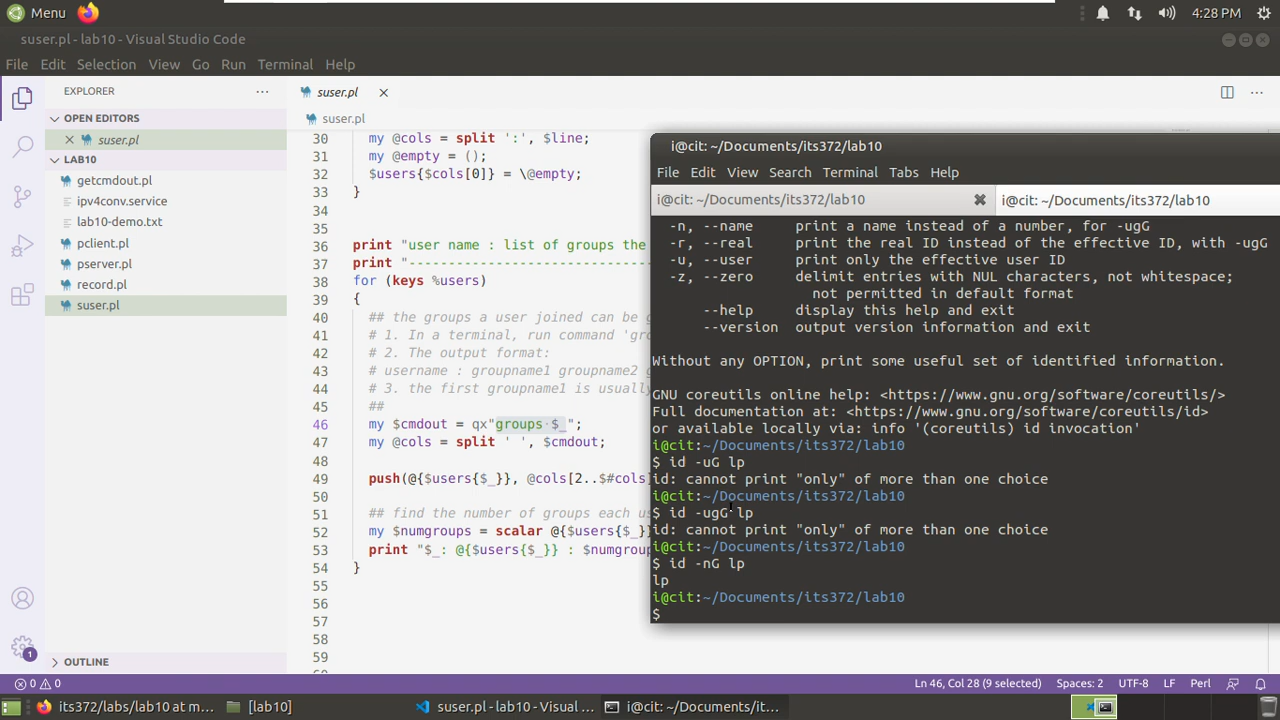 Menu
4:28 PM
suser.pl - lab10 - Visual Studio Code
File Edit Selection View Go Run Terminal Help
EXPLORER
OPEN EDITORS
suser.pl
LAB10
getcmdout.pl
ipv4conv.service
lab10-demo.txt
pclient.pl
pserver.pl
record.pl
suser.pl
OUTLINE
1
suser.pl
suser.pl
30 my @cols = split ':', $line;
31 my @empty = ();
32 $users{$cols[0]} = \@empty;
33 }
34
35
36 print "user name : list of groups the
37 print "------------------------------
38 for (keys %users)
39 {
40 ## the groups a user joined can be g
41 # 1. In a terminal, run command 'gro
42 # 2. The output format:
43 # username : groupname1 groupname2 g
44 # 3. the first groupname1 is usually
45 ##
46 my $cmdout = qx"groups $_";
47 my @cols = split ' ', $cmdout;
48
49 push(@{$users{$_}}, @cols[2..$#cols]
50
51 ## find the number of groups each us
52 my $numgroups = scalar @{$users{$_}}
53 print "$_: @{$users{$_}} : $numgroup
54 }
55
56
57
58
59
i@cit: ~/Documents/its372/lab10
File Edit View Search Terminal Tabs Help
i@cit: ~/Documents/its372/lab10
i@cit: ~/Documents/its372/lab10
-n, --name print a name instead of a number, for -ugG
-r, --real print the real ID instead of the effective ID, with -ugG
-u, --user print only the effective user ID
-z, --zero delimit entries with NUL characters, not whitespace;
not permitted in default format
--help display this help and exit
--version output version information and exit
Without any OPTION, print some useful set of identified information.
GNU coreutils online help: <https://www.gnu.org/software/coreutils/>
Full documentation at: <https://www.gnu.org/software/coreutils/id>
or available locally via: info '(coreutils) id invocation'
i@cit:~/Documents/its372/lab10
$ id -uG lp
id: cannot print "only" of more than one choice
i@cit:~/Documents/its372/lab10
$ id -ugG lp
id: cannot print "only" of more than one choice
i@cit:~/Documents/its372/lab10
$ id -nG lp
lp
i@cit:~/Documents/its372/lab10
$
0 0
Ln 46, Col 28 (9 selected) Spaces: 2 UTF-8 LF Perl
its372/labs/lab10 at m... [lab10] suser.pl - lab10 - Visual ... i@cit: ~/Documents/it...